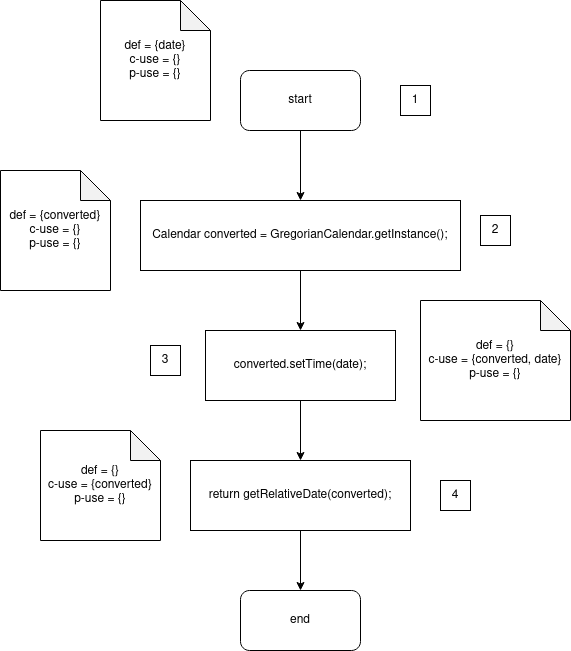 def = {date}
c-use = {}
p-use = {}
start
1
def = {converted}
c-use = {}
p-use = {}
Calendar converted = GregorianCalendar.getInstance();
2
3
converted.setTime(date);
def = {}
c-use = {converted, date}
p-use = {}
def = {}
c-use = {converted}
p-use = {}
return getRelativeDate(converted);
4
end